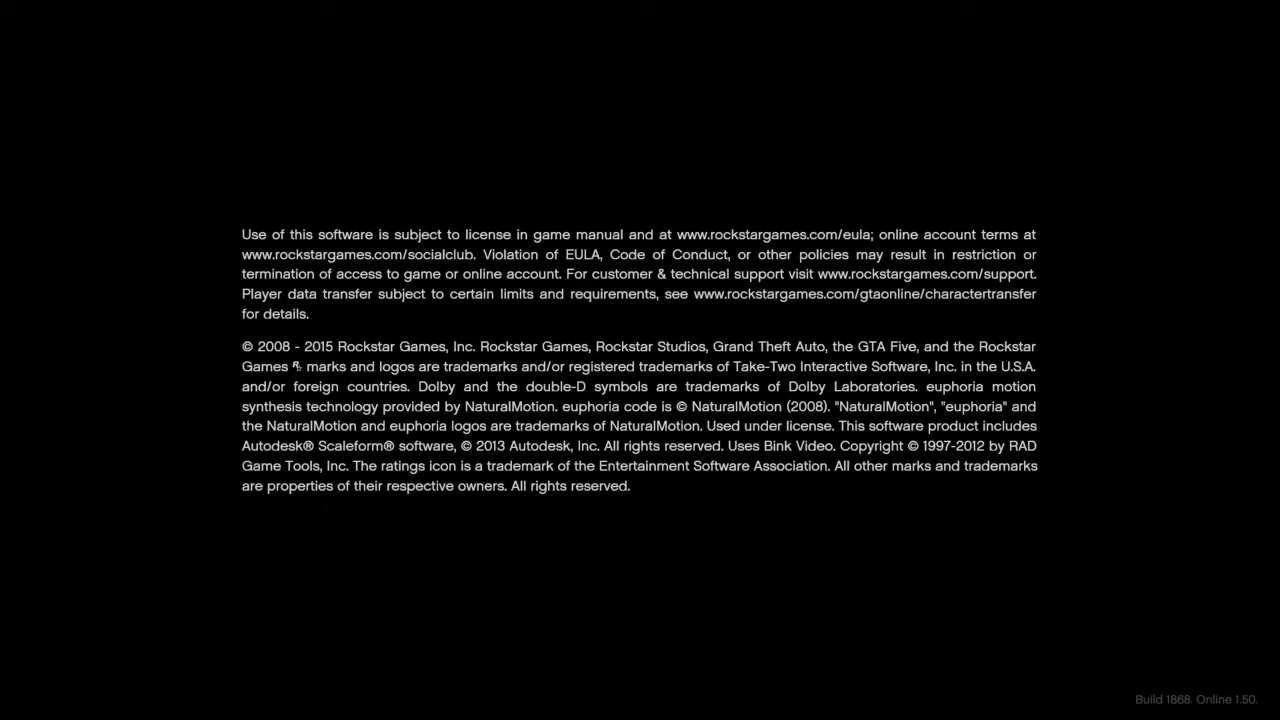 Use of this software is subject to license in game manual and at www.rockstargames.com/eula; online account terms at
www.rockstargames.com/socialclub. Violation of EULA, Code of Conduct, or other policies may result in restriction or
termination of access to game or online account. For customer & technical support visit www.rockstargames.com/support.
Player data transfer subject to certain limits and requirements, see www.rockstargames.com/gtaonline/charactertransfer
for details.
© 2008 - 2015 Rockstar Games, Inc. Rockstar Games, Rockstar Studios, Grand Theft Auto, the GTA Five, and the Rockstar
Games R* marks and logos are trademarks and/or registered trademarks of Take-Two Interactive Software, Inc. in the U.S.A.
and/or foreign countries. Dolby and the double-D symbols are trademarks of Dolby Laboratories. euphoria motion
synthesis technology provided by NaturalMotion. euphoria code is © NaturalMotion (2008). "NaturalMotion", "euphoria" and
the NaturalMotion and euphoria logos are trademarks of NaturalMotion. Used under license. This software product includes
Autodesk® Scaleform® software, © 2013 Autodesk, Inc. All rights reserved. Uses Bink Video. Copyright © 1997-2012 by RAD
Game Tools, Inc. The ratings icon is a trademark of the Entertainment Software Association. All other marks and trademarks
are properties of their respective owners. All rights reserved.
Build 1868. Online 1.50.